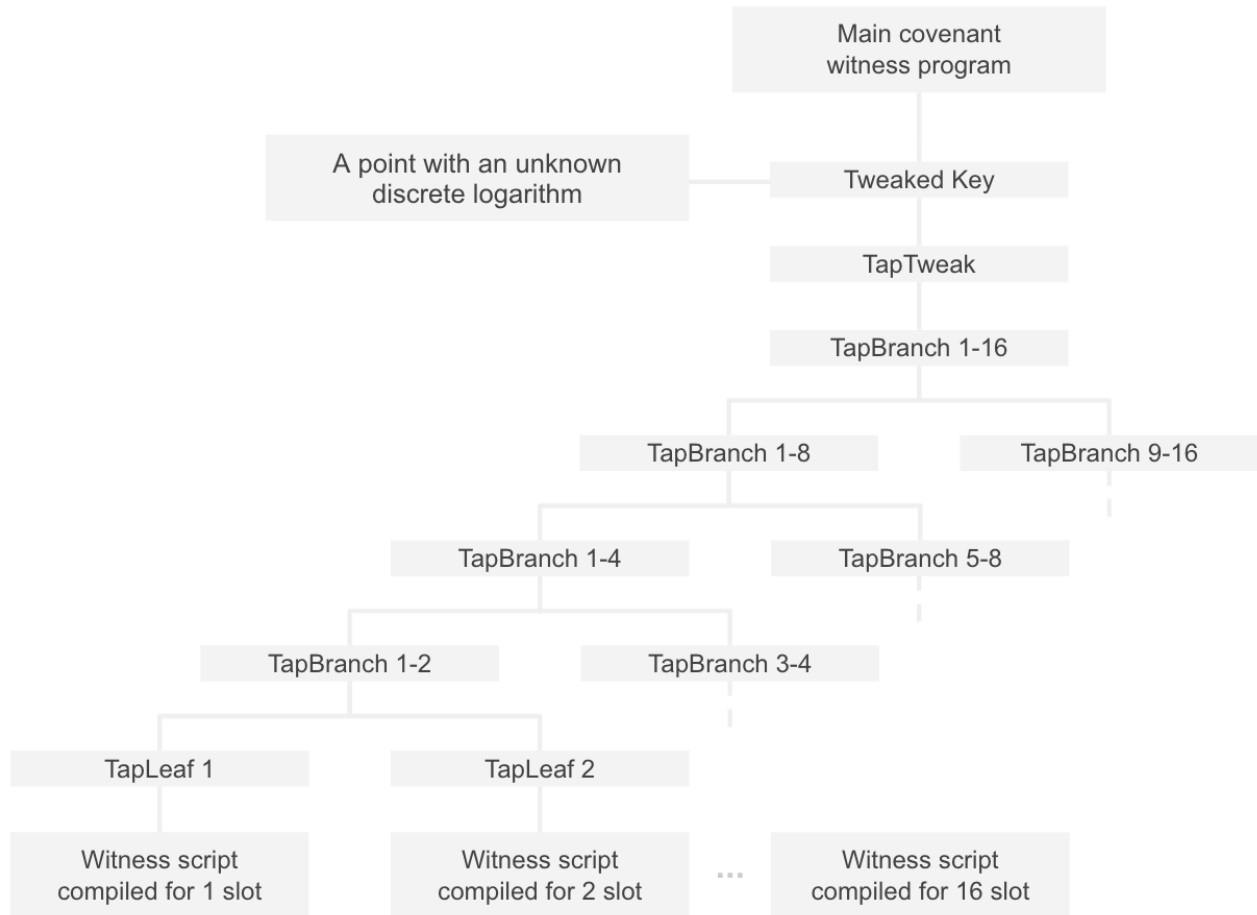 Main covenant
witness program
A point with an unknown
discrete logarithm
Tweaked Key
TapTweak
TapBranch 1-16
TapBranch 1-8
TapBranch 9-16
TapBranch 1-4
TapBranch 5-8
TapBranch 1-2
TapBranch 3-4
TapLeaf 1
TapLeaf 2
Witness script
compiled for 1 slot
Witness script
compiled for 2 slot
...
Witness script
compiled for 16 slot